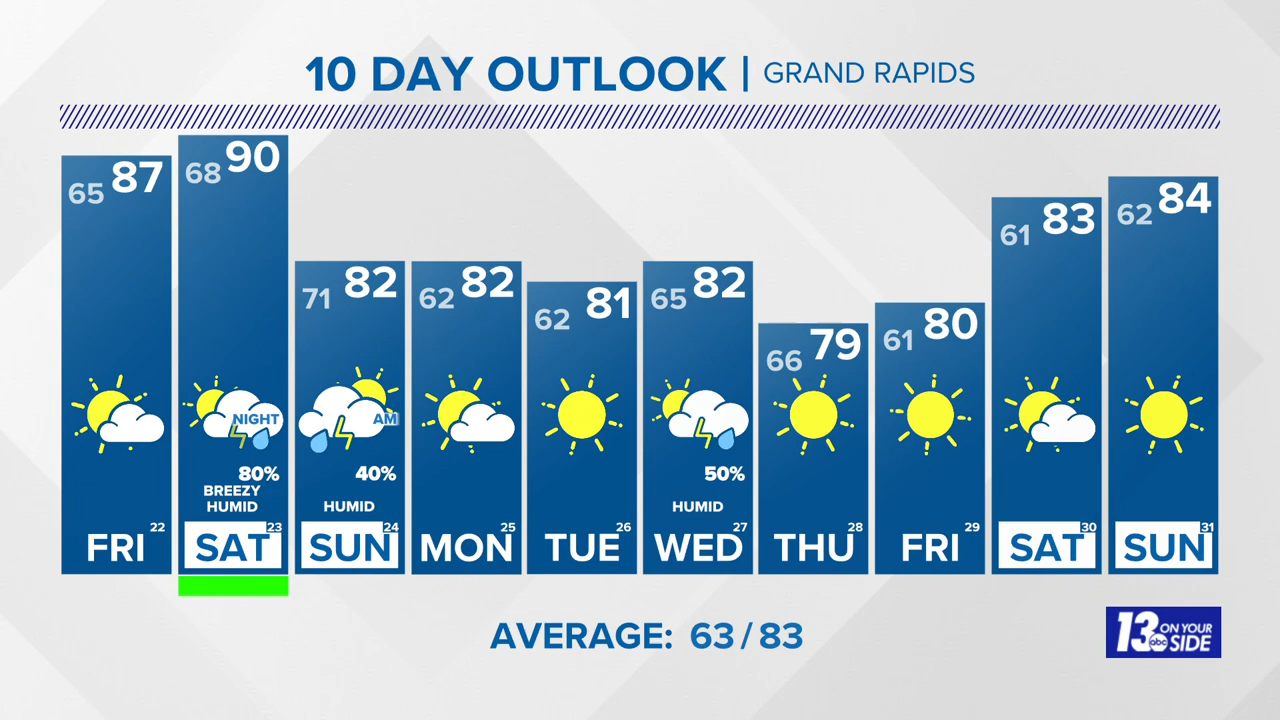 10 DAY OUTLOOK | GRAND RAPIDS
65 87
68 90
71 82
62 82
62 81
65 82
66 79
61 80
61 83
62 84
NIGHT
AM
80%
40%
50%
BREEZY
HUMID
HUMID
HUMID
FRI 22
SAT 23
SUN 24
MON 25
TUE 26
WED 27
THU 28
FRI 29
SAT 30
SUN 31
AVERAGE: 63 / 83
13 abc ON YOUR SIDE